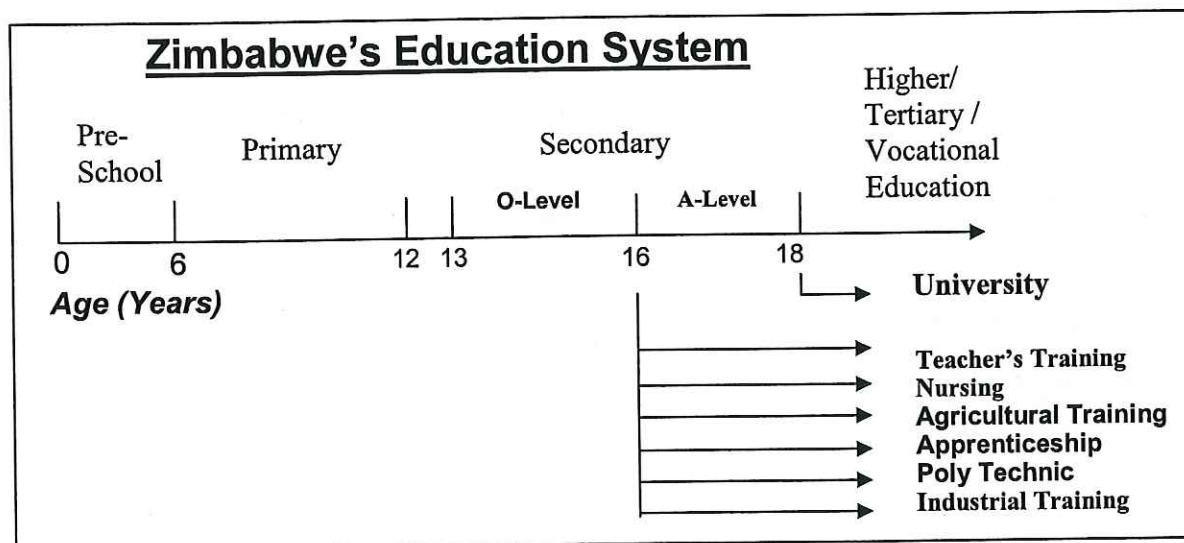 Zimbabwe's Education System
Pre-
School
Primary
Secondary
Higher/
Tertiary /
Vocational
Education
O-Level
A-Level
0
6
12
13
16
18
Age (Years)
University
Teacher's Training
Nursing
Agricultural Training
Apprenticeship
Poly Technic
Industrial Training